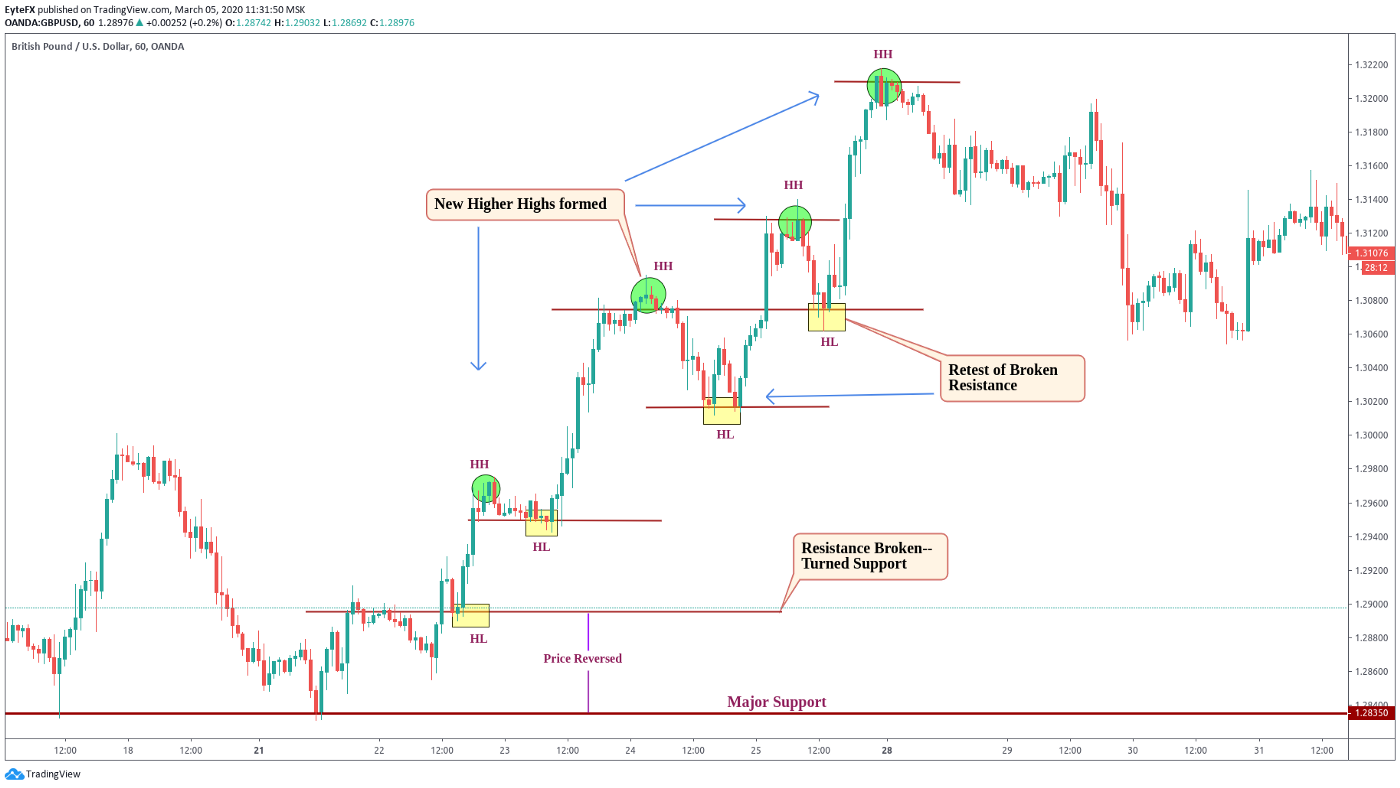 EyteFX published on TradingView.com, March 05, 2020 11:31:50 MSK
OANDA:GBPUSD, 60 1.28976 ▲ +0.00252 (+0.2%) O:1.28742 H:1.29032 L:1.28692 C:1.28976
British Pound / U.S. Dollar, 60, OANDA
HH
1.32200
1.32000
1.31800
1.31600
HH
New Higher Highs formed
1.31400
1.31200
1.31076
28:12
HH
1.30800
1.30600
HL
Retest of Broken
Resistance
1.30400
1.30200
HL
1.30000
HH
1.29800
1.29600
HL
1.29400
Resistance Broken--
Turned Support
1.29200
1.29000
HL
1.28800
Price Reversed
1.28600
Major Support
1.28400
1.28350
12:00 18 12:00 21 22 12:00 23 12:00 24 12:00 25 12:00 28 29 12:00 30 12:00 31 12:00
TradingView